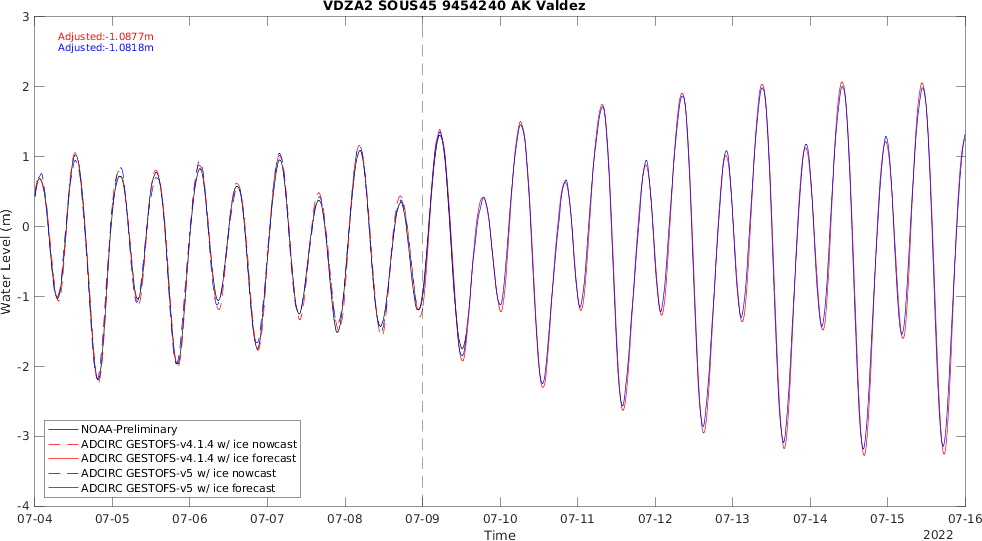 VDZA2 SOUS45 9454240 AK Valdez
Adjusted:-1.0877m
Adjusted:-1.0818m
3
2
1
0
-1
-2
-3
-4
Water Level (m)
NOAA-Preliminary
ADCIRC GESTOFS-v4.1.4 w/ ice nowcast
ADCIRC GESTOFS-v4.1.4 w/ ice forecast
ADCIRC GESTOFS-v5 w/ ice nowcast
ADCIRC GESTOFS-v5 w/ ice forecast
07-04 07-05 07-06 07-07 07-08 07-09 07-10 07-11 07-12 07-13 07-14 07-15 07-16
Time
2022